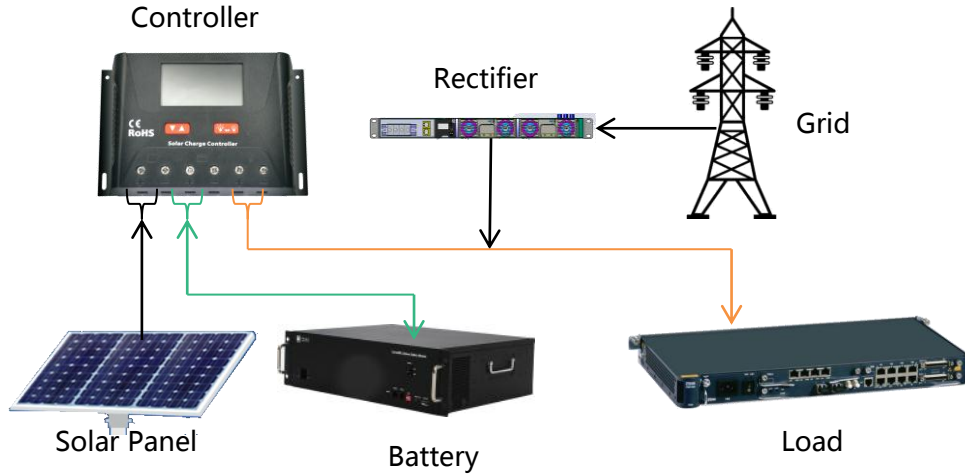 Controller
Rectifier
Grid
CE
RoHS
Solar Charge Controller
Solar Panel
Battery
Load